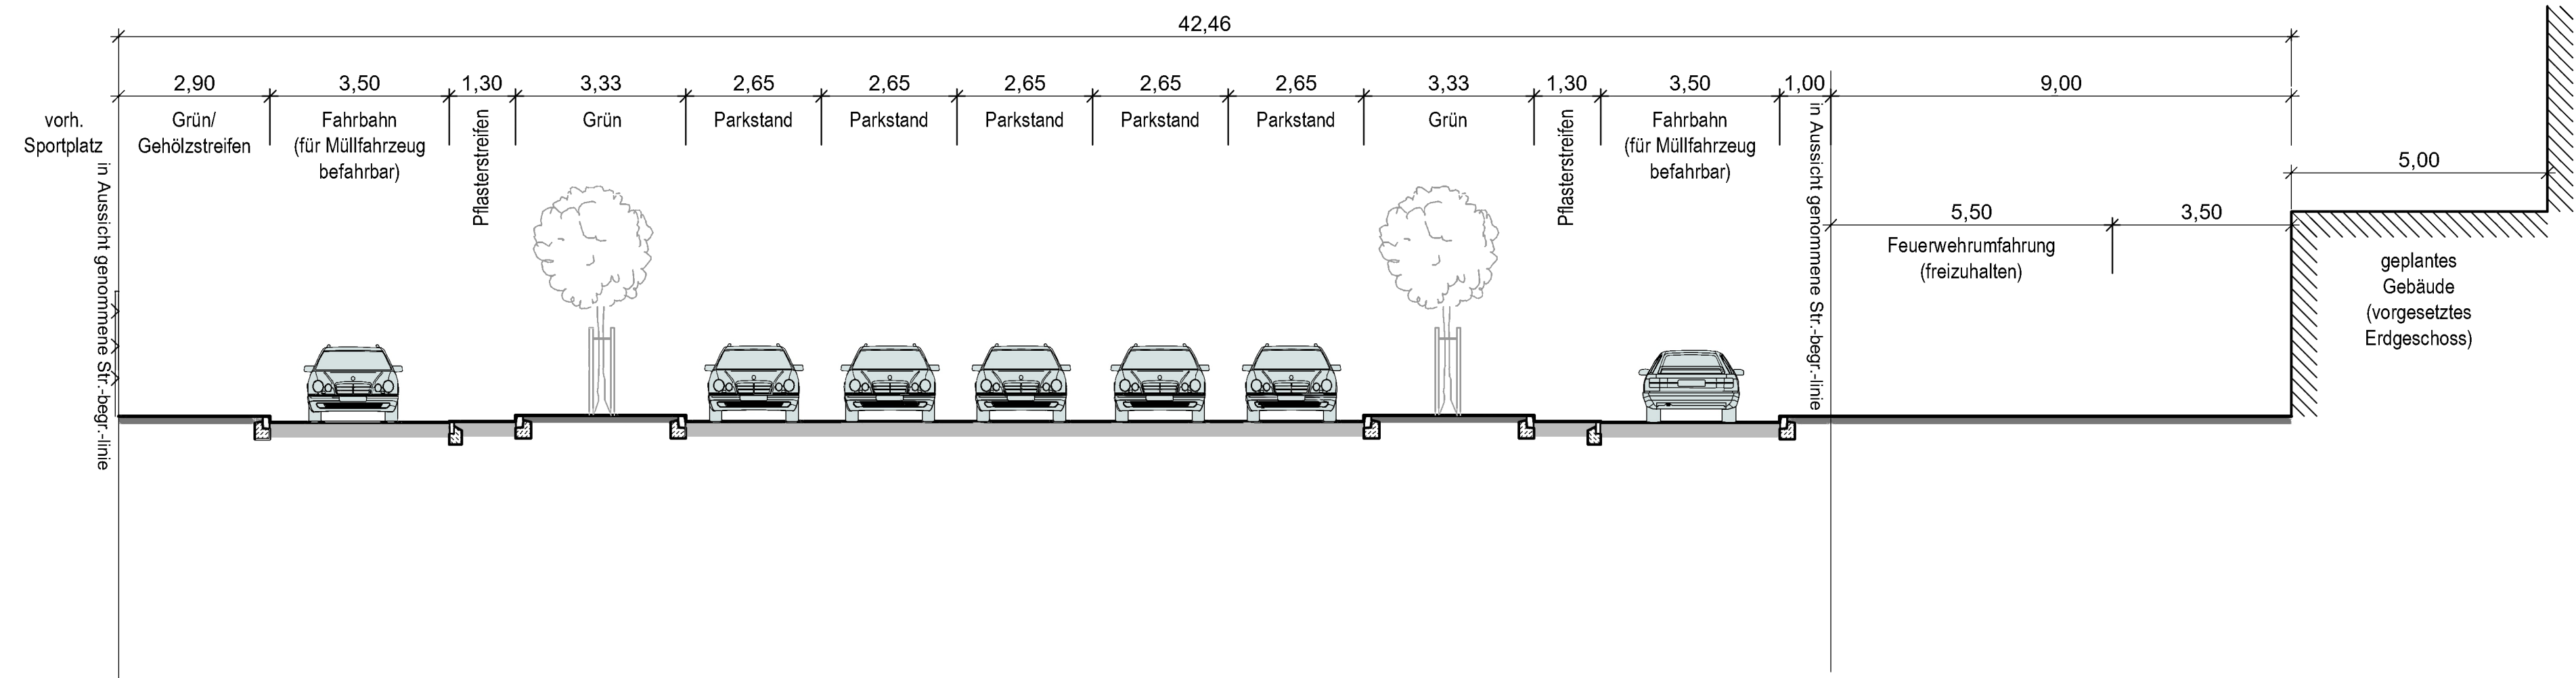 42,46
2,90
3,50
1,30
3,33
2,65
2,65
2,65
2,65
2,65
3,33
1,30
3,50
1,00
9,00
vorh.
Sportplatz
in Aussicht genommene Str.-begr.-linie
Grün/
Gehölzstreifen
Fahrbahn
(für Müllfahrzeug
befahrbar)
Pflasterstreifen
Grün
Parkstand
Parkstand
Parkstand
Parkstand
Parkstand
Grün
Pflasterstreifen
Fahrbahn
(für Müllfahrzeug
befahrbar)
in Aussicht genommene Str.-begr.-linie
5,00
5,50
3,50
Feuerwehrumfahrung
(freizuhalten)
geplantes
Gebäude
(vorgesetztes
Erdgeschoss)